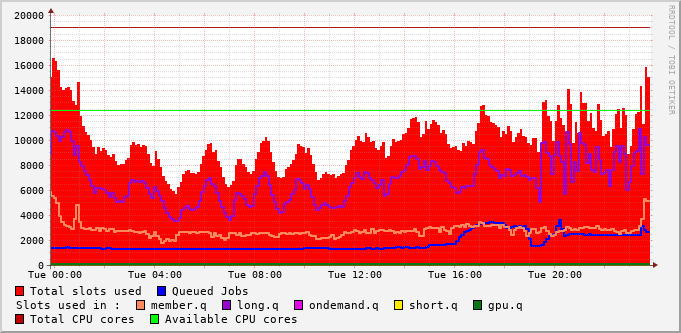 20000
18000
16000
14000
12000
10000
8000
6000
4000
2000
0
Tue 00:00 Tue 04:00 Tue 08:00 Tue 12:00 Tue 16:00 Tue 20:00
Total slots used Queued Jobs
Slots used in : member.q long.q ondemand.q short.q gpu.q
Total CPU cores Available CPU cores
RRDTOOL / TOBI OETIKER